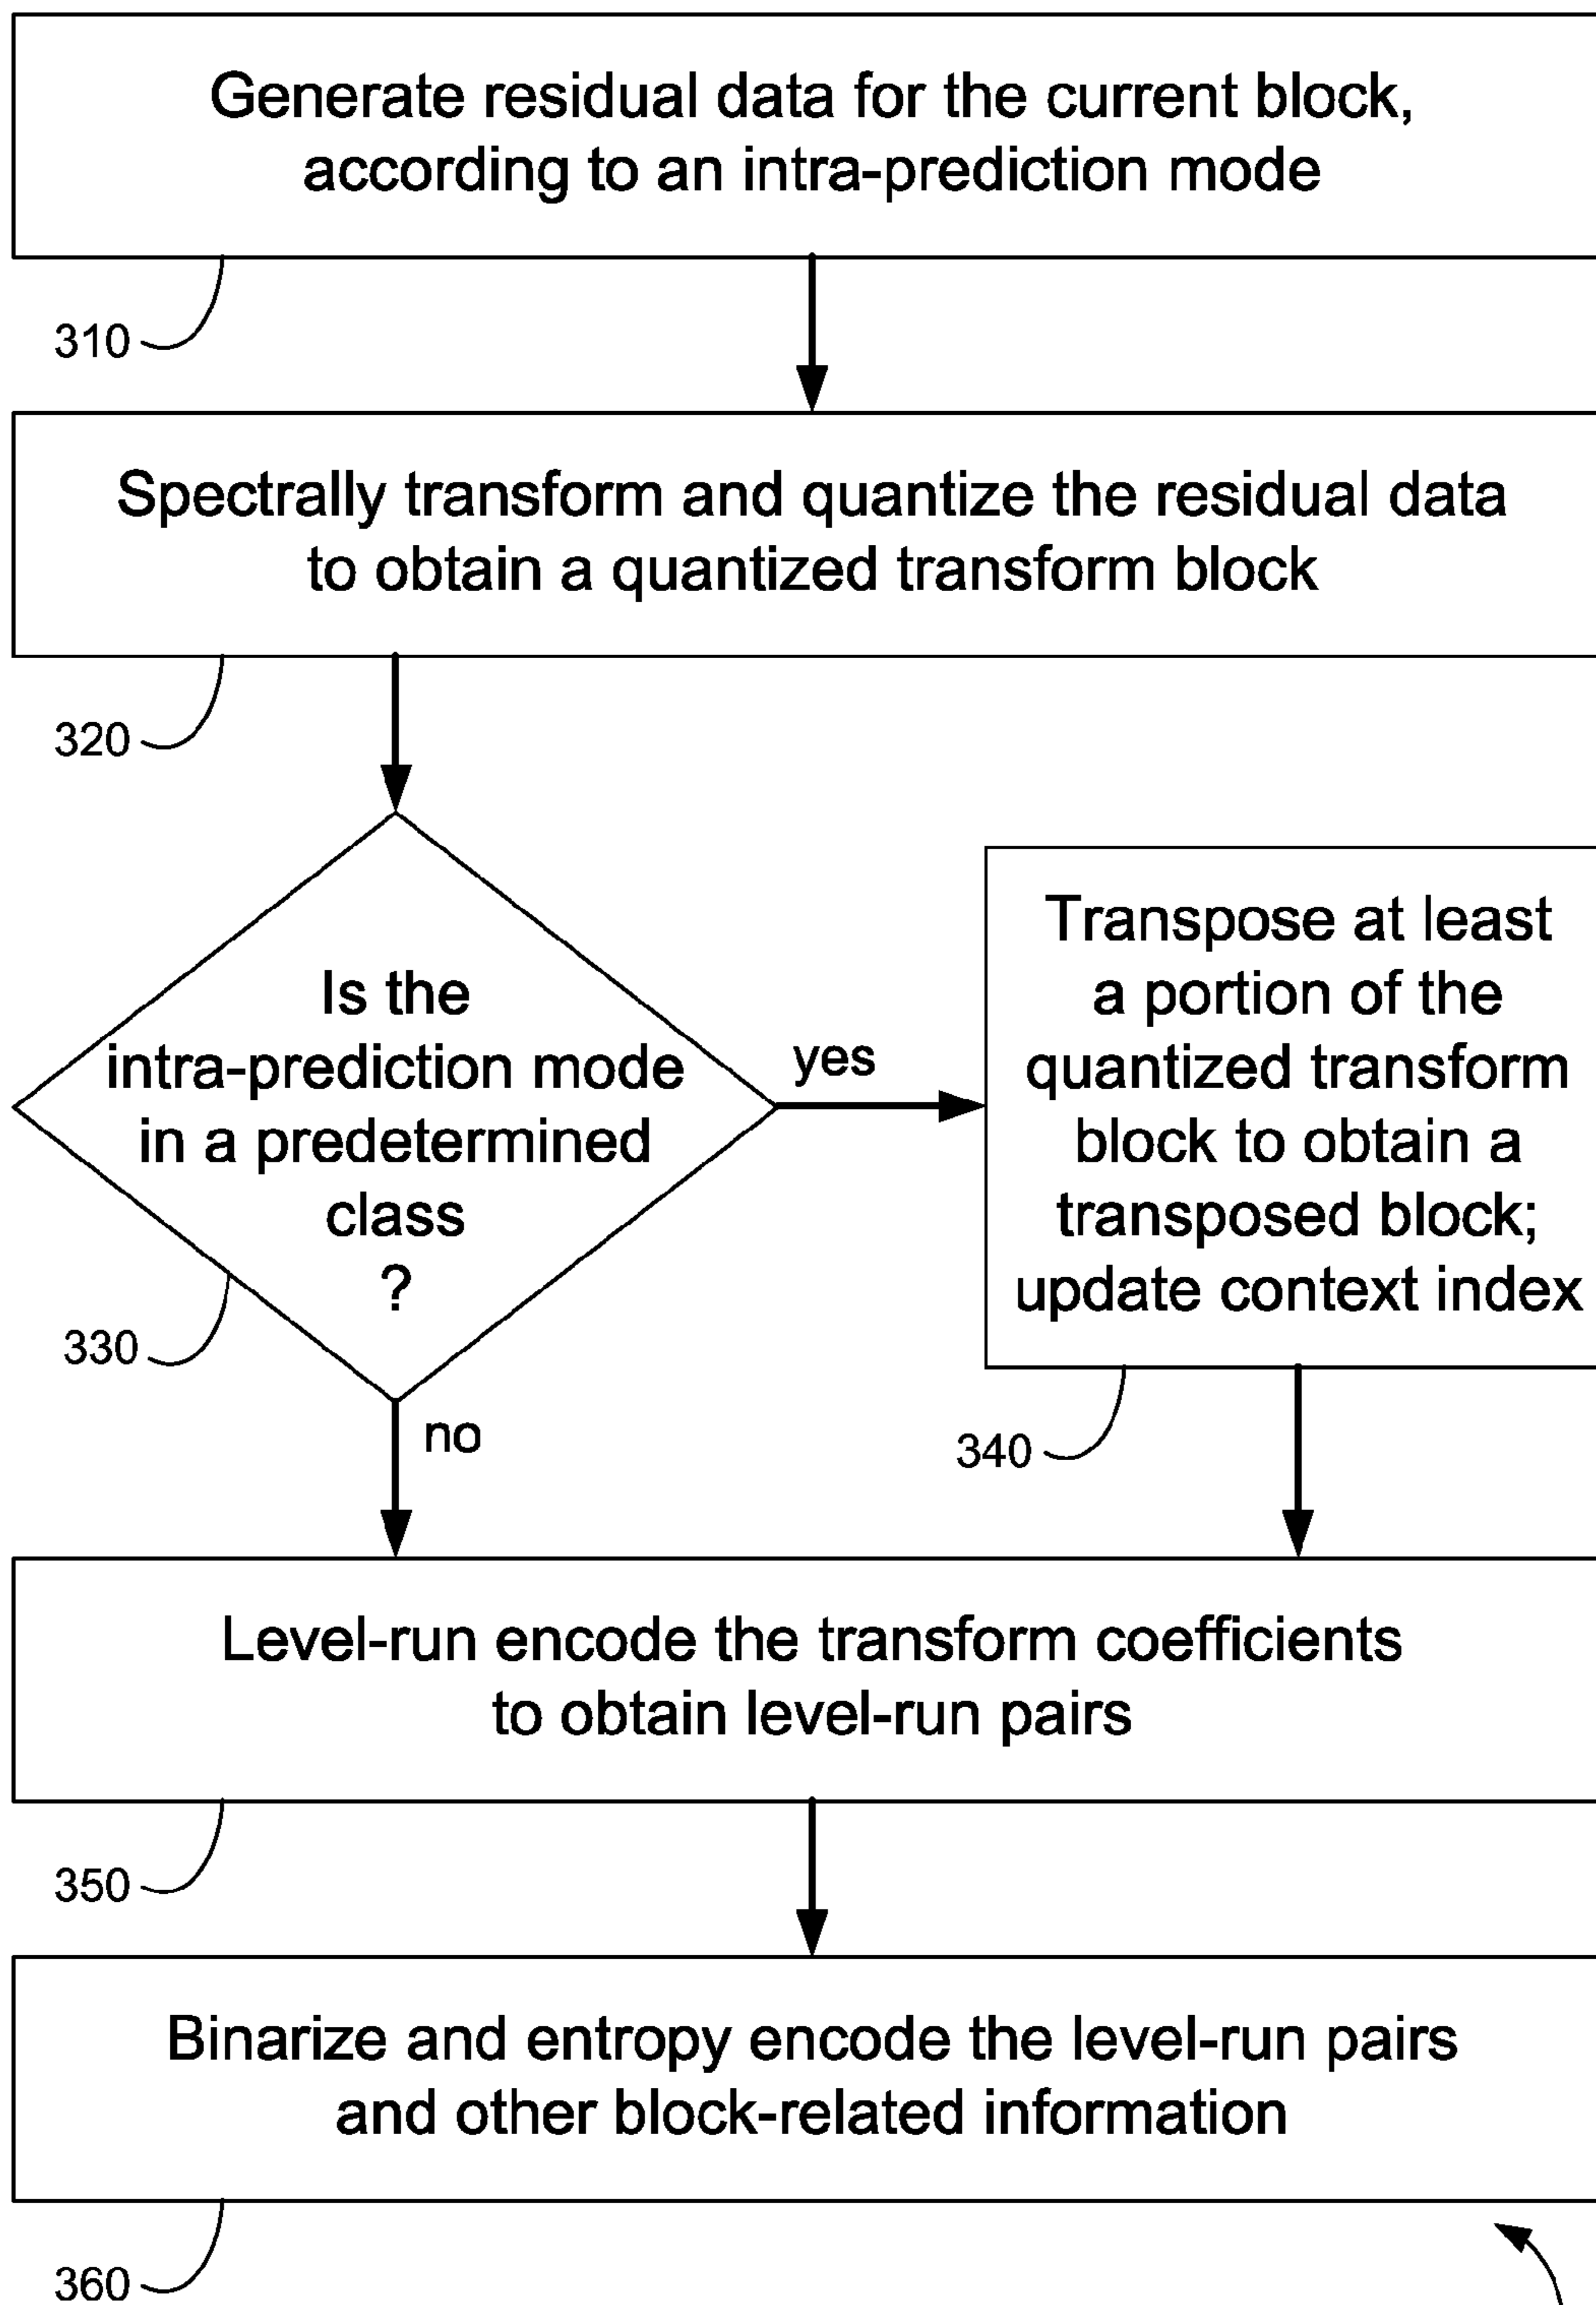 Generate residual data for the current block,
according to an intra-prediction mode
310
Spectrally transform and quantize the residual data
to obtain a quantized transform block
320
Is the
intra-prediction mode
in a predetermined
class
?
330
yes
Transpose at least
a portion of the
quantized transform
block to obtain a
transposed block;
update context index
340
no
Level-run encode the transform coefficients
to obtain level-run pairs
350
Binarize and entropy encode the level-run pairs
and other block-related information
360